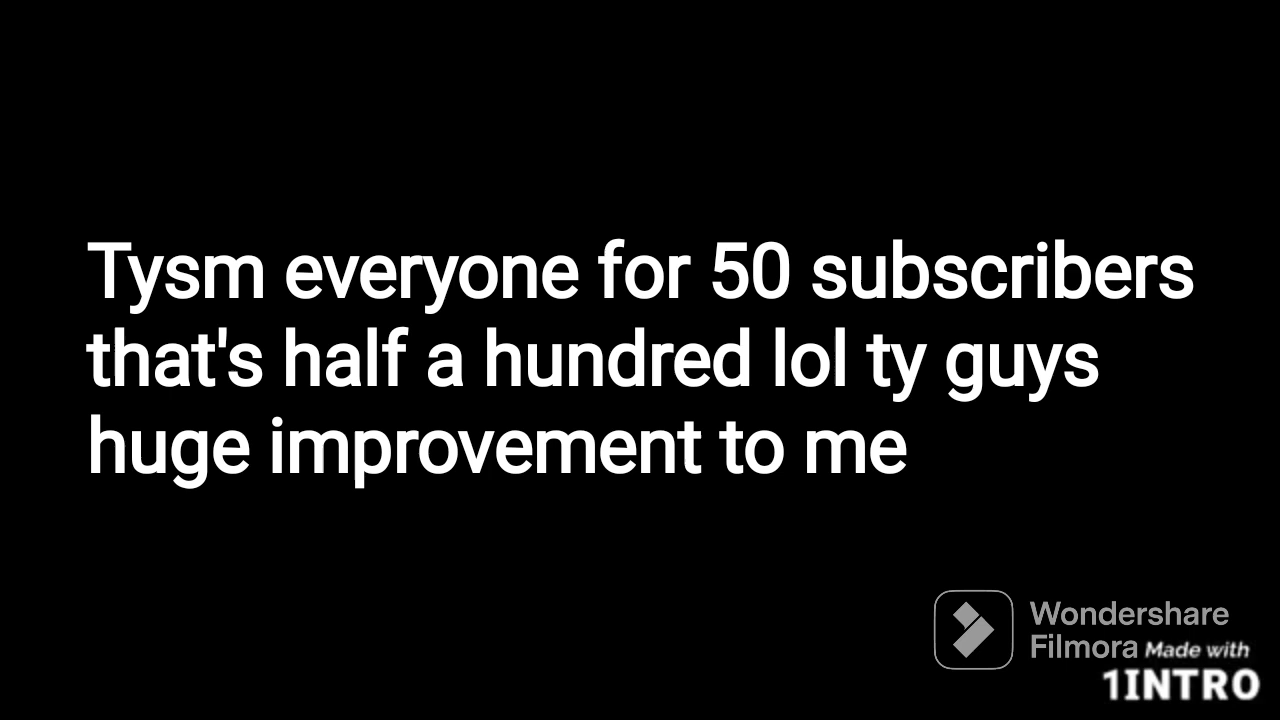 Tysm everyone for 50 subscribers
that's half a hundred lol ty guys
huge improvement to me
Wondershare
Filmora
Made with
1INTRO